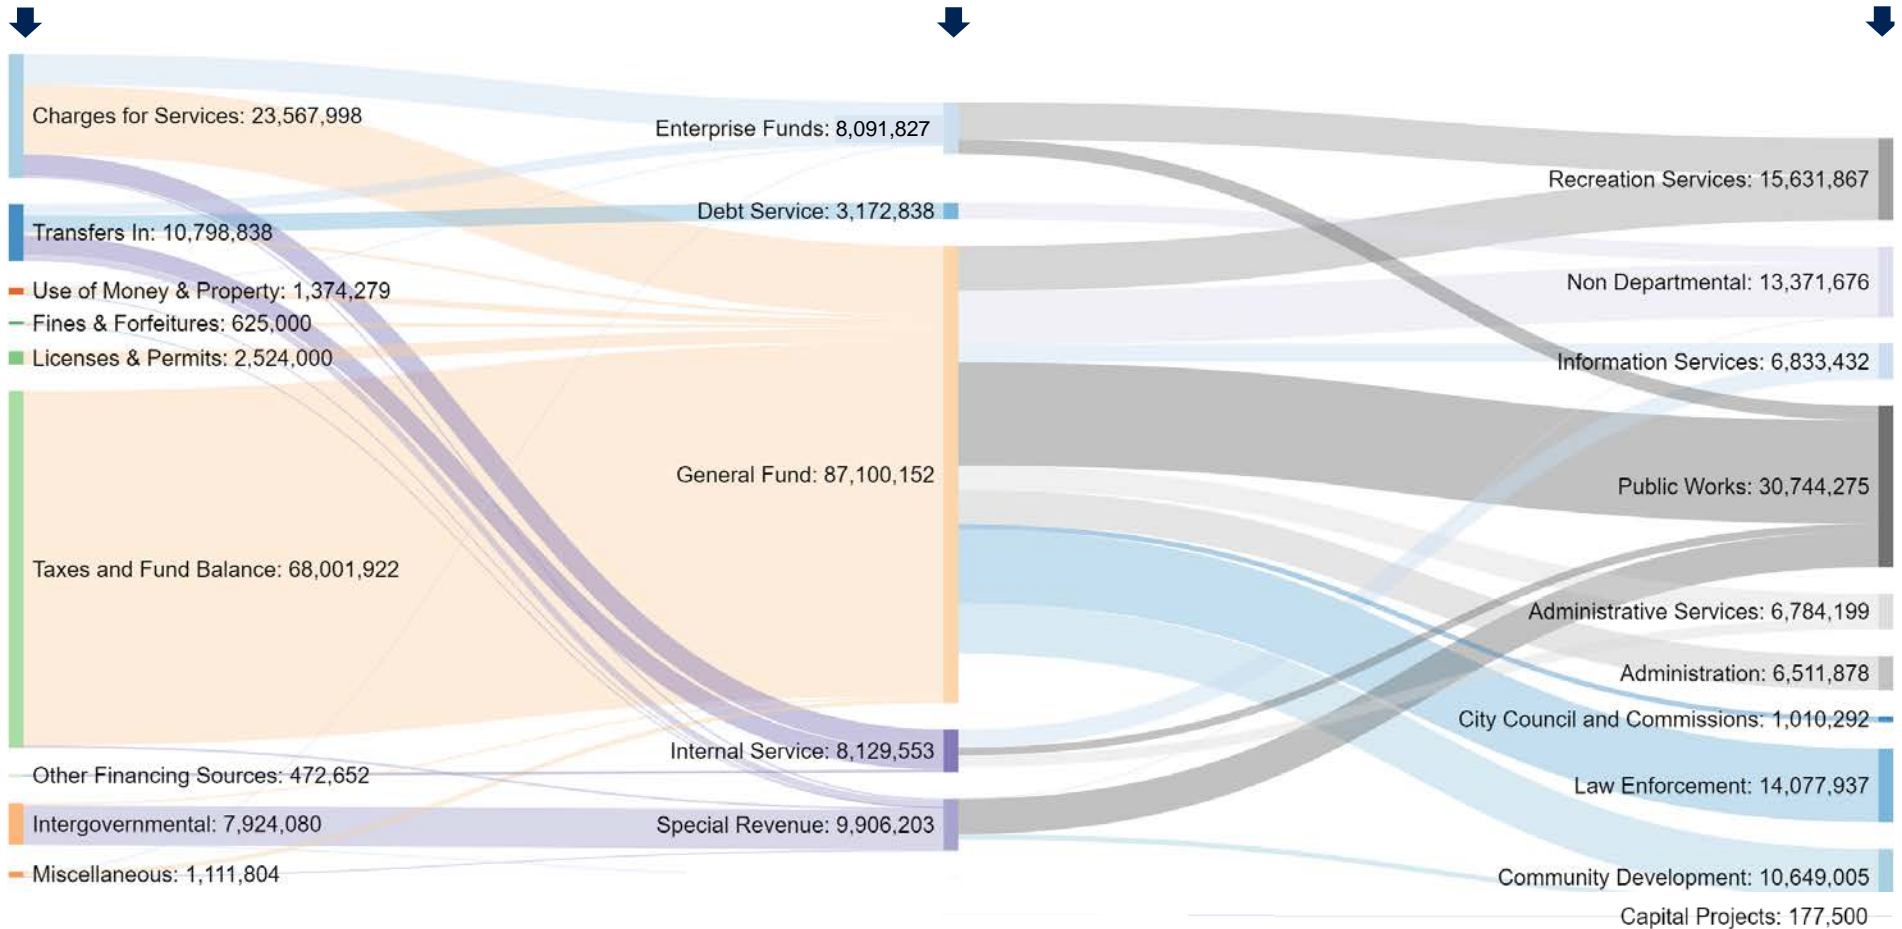 Charges for Services: 23,567,998
Transfers In: 10,798,838
Use of Money & Property: 1,374,279
Fines & Forfeitures: 625,000
Licenses & Permits: 2,524,000
Taxes and Fund Balance: 68,001,922
Other Financing Sources: 472,652
Intergovernmental: 7,924,080
Miscellaneous: 1,111,804
Enterprise Funds: 8,091,827
Debt Service: 3,172,838
General Fund: 87,100,152
Internal Service: 8,129,553
Special Revenue: 9,906,203
Recreation Services: 15,631,867
Non Departmental: 13,371,676
Information Services: 6,833,432
Public Works: 30,744,275
Administrative Services: 6,784,199
Administration: 6,511,878
City Council and Commissions: 1,010,292
Law Enforcement: 14,077,937
Community Development: 10,649,005
Capital Projects: 177,500